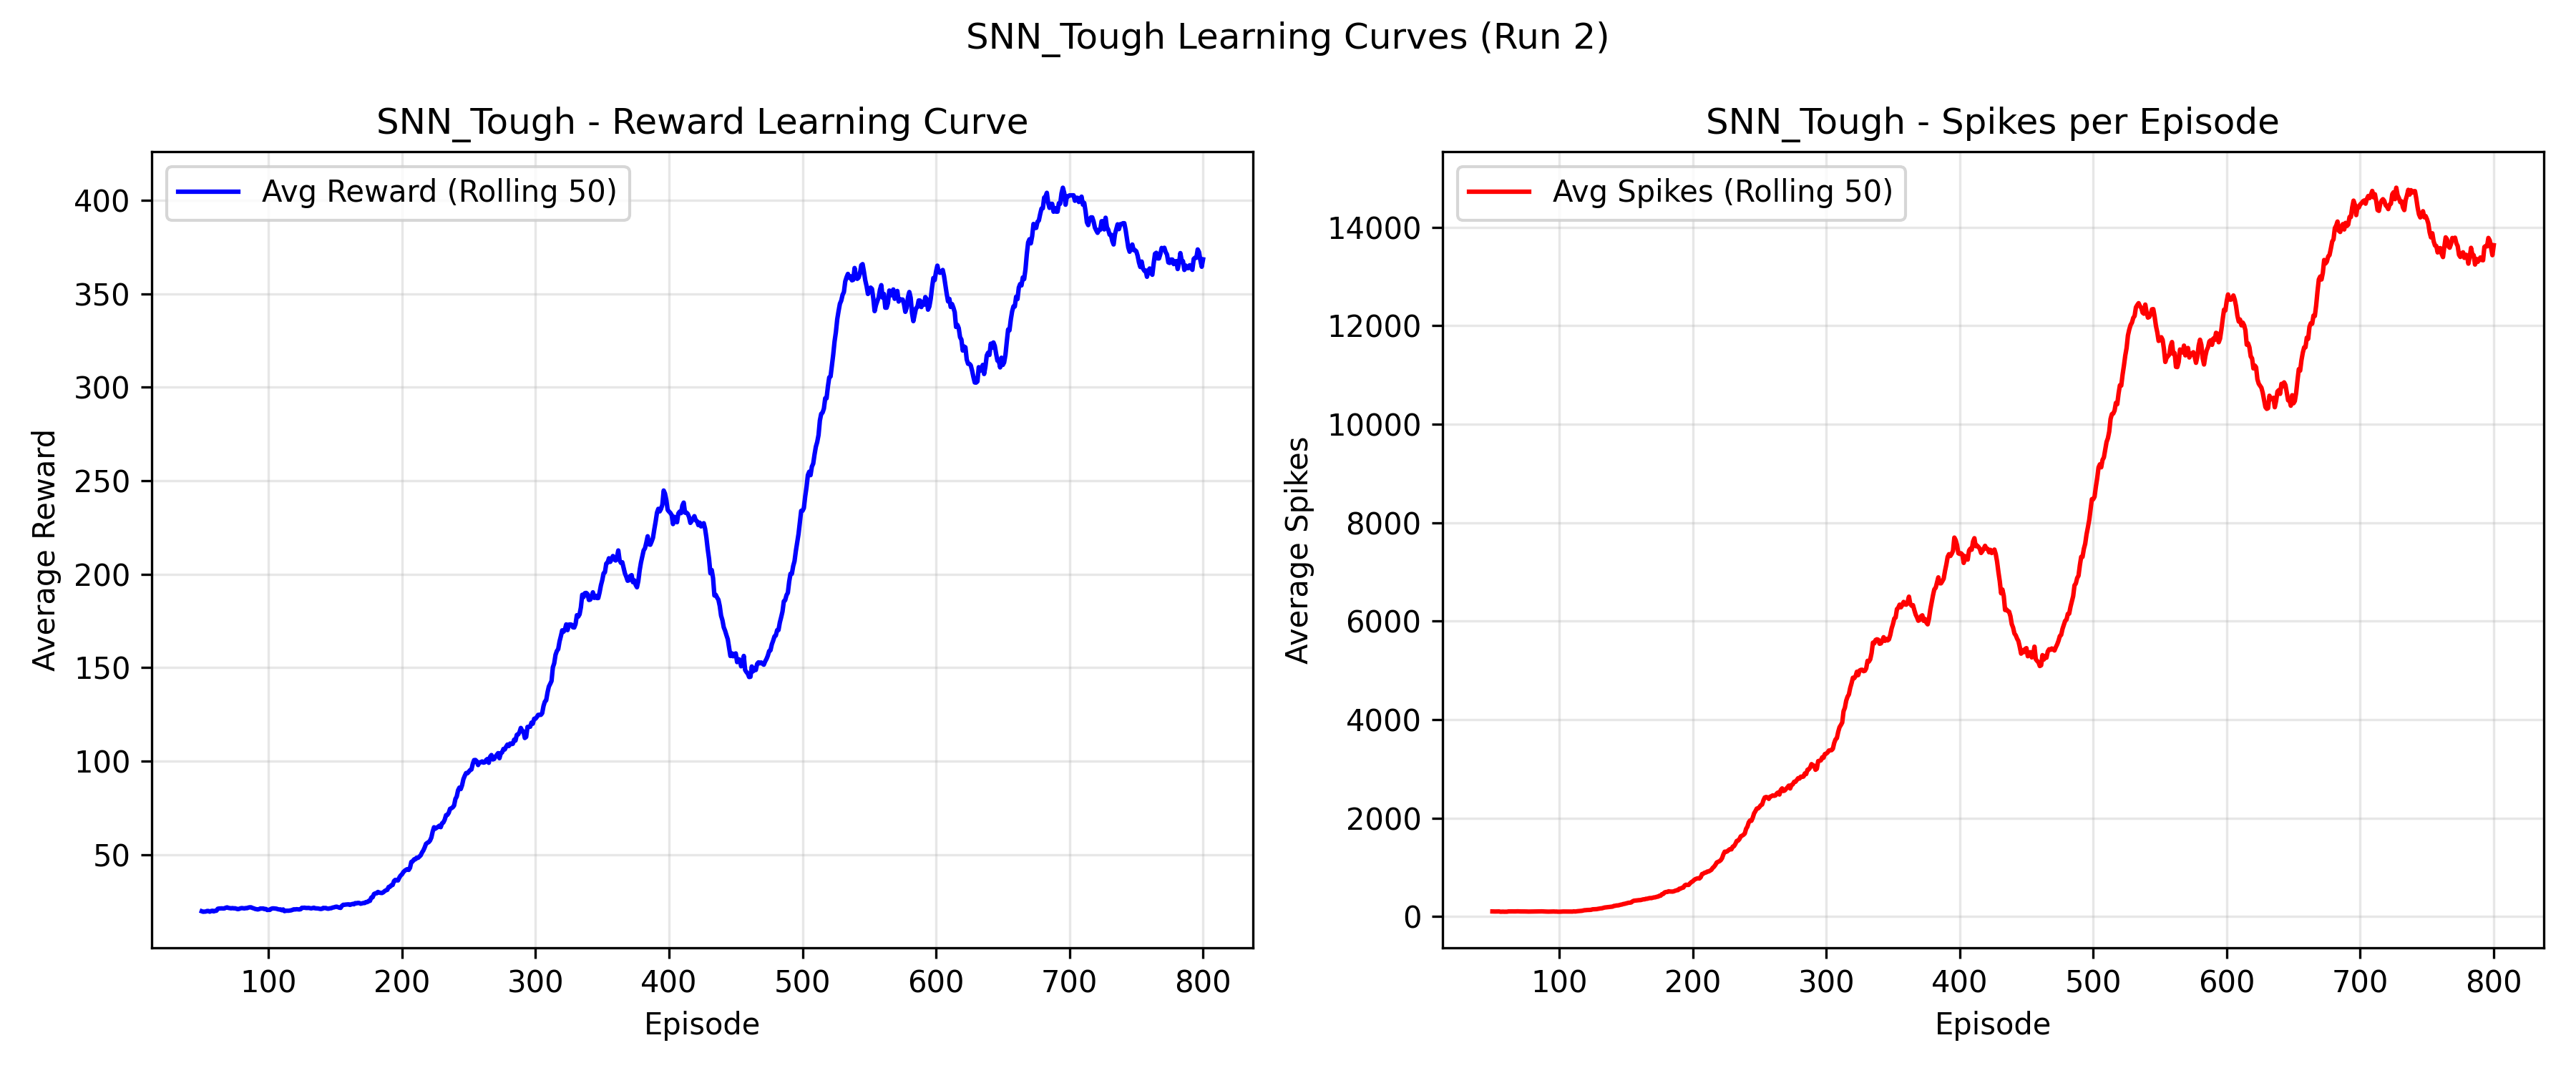 SNN_Tough Learning Curves (Run 2)
SNN_Tough - Reward Learning Curve
Avg Reward (Rolling 50)
Average Reward
400
350
300
250
200
150
100
50
100 200 300 400 500 600 700 800
Episode
SNN_Tough - Spikes per Episode
Avg Spikes (Rolling 50)
Average Spikes
14000
12000
10000
8000
6000
4000
2000
0
100 200 300 400 500 600 700 800
Episode